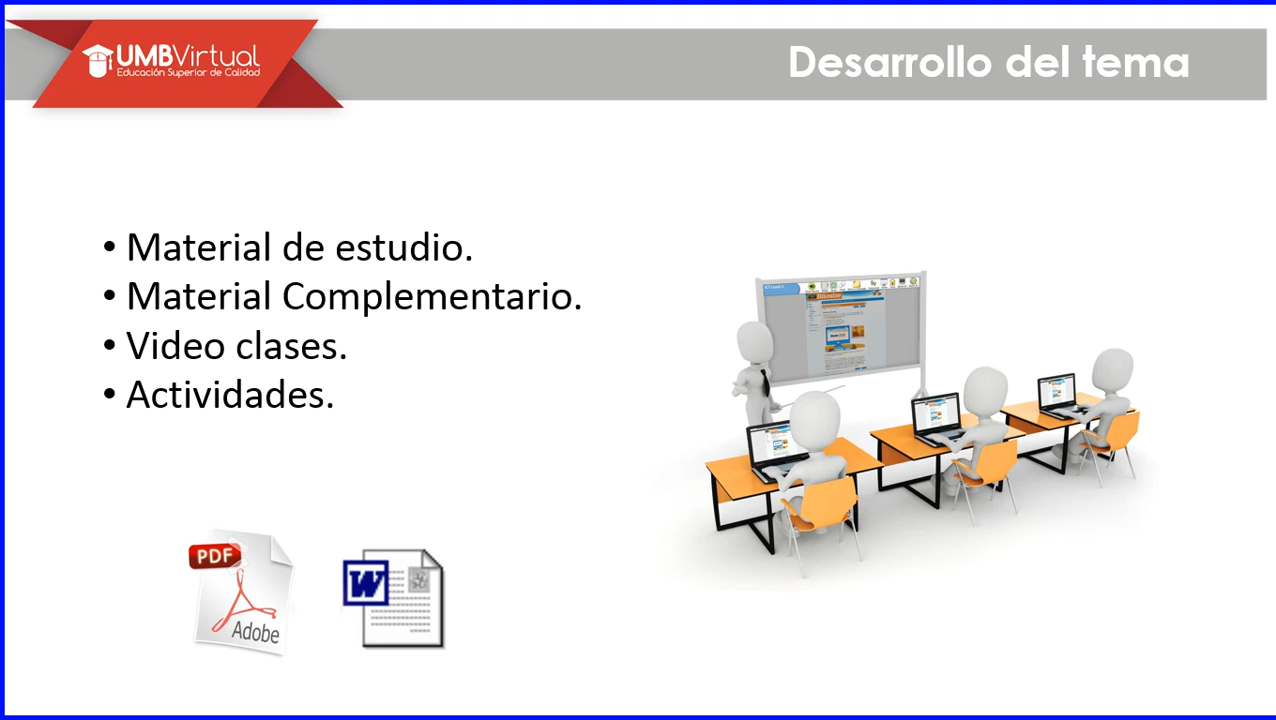 UMBVirtual
Educación Superior de Calidad
Desarrollo del tema
• Material de estudio.
• Material Complementario.
• Video clases.
• Actividades.
PDF
Adobe
W